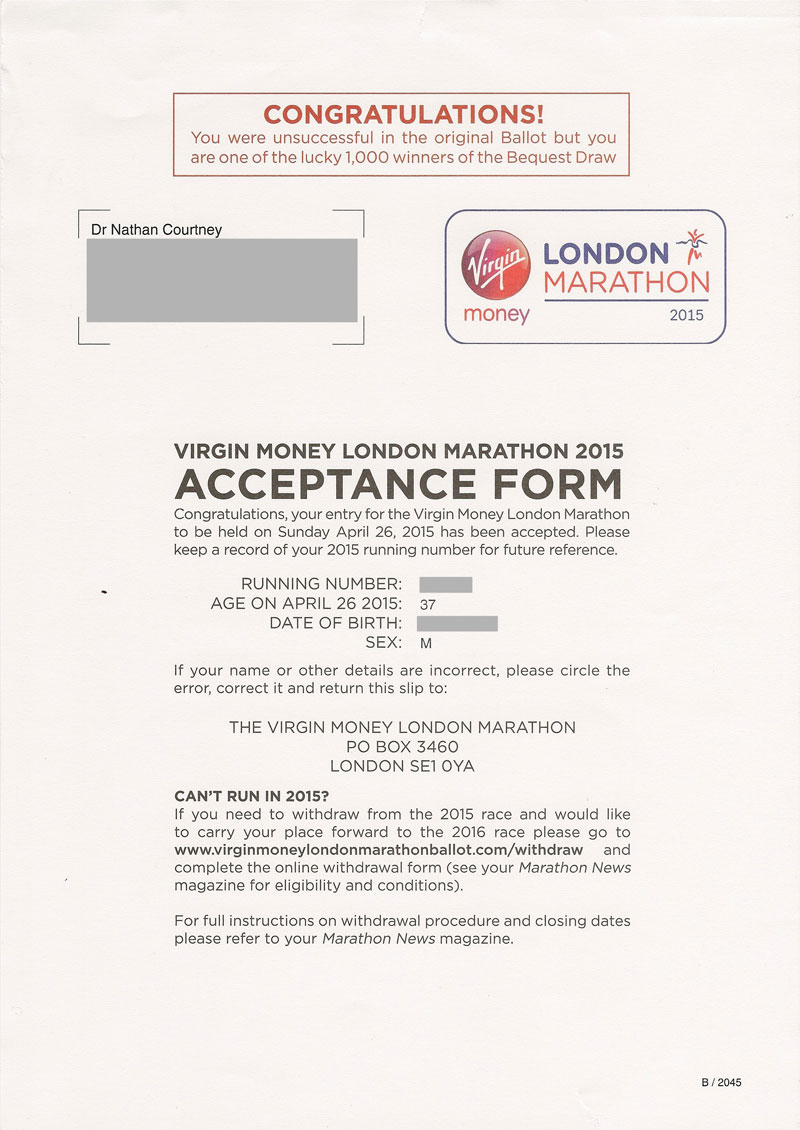 CONGRATULATIONS!
You were unsuccessful in the original Ballot but you
are one of the lucky 1,000 winners of the Bequest Draw
Dr Nathan Courtney
Virgin
money
LONDON
MARATHON
2015
VIRGIN MONEY LONDON MARATHON 2015
ACCEPTANCE FORM
Congratulations, your entry for the Virgin Money London Marathon
to be held on Sunday April 26, 2015 has been accepted. Please
keep a record of your 2015 running number for future reference.
RUNNING NUMBER:
AGE ON APRIL 26 2015: 37
DATE OF BIRTH:
SEX: M
If your name or other details are incorrect, please circle the
error, correct it and return this slip to:
THE VIRGIN MONEY LONDON MARATHON
PO BOX 3460
LONDON SE1 0YA
CAN'T RUN IN 2015?
If you need to withdraw from the 2015 race and would like
to carry your place forward to the 2016 race please go to
www.virginmoneylondonmarathonballot.com/withdraw and
complete the online withdrawal form (see your Marathon News
magazine for eligibility and conditions).
For full instructions on withdrawal procedure and closing dates
please refer to your Marathon News magazine.
B / 2045